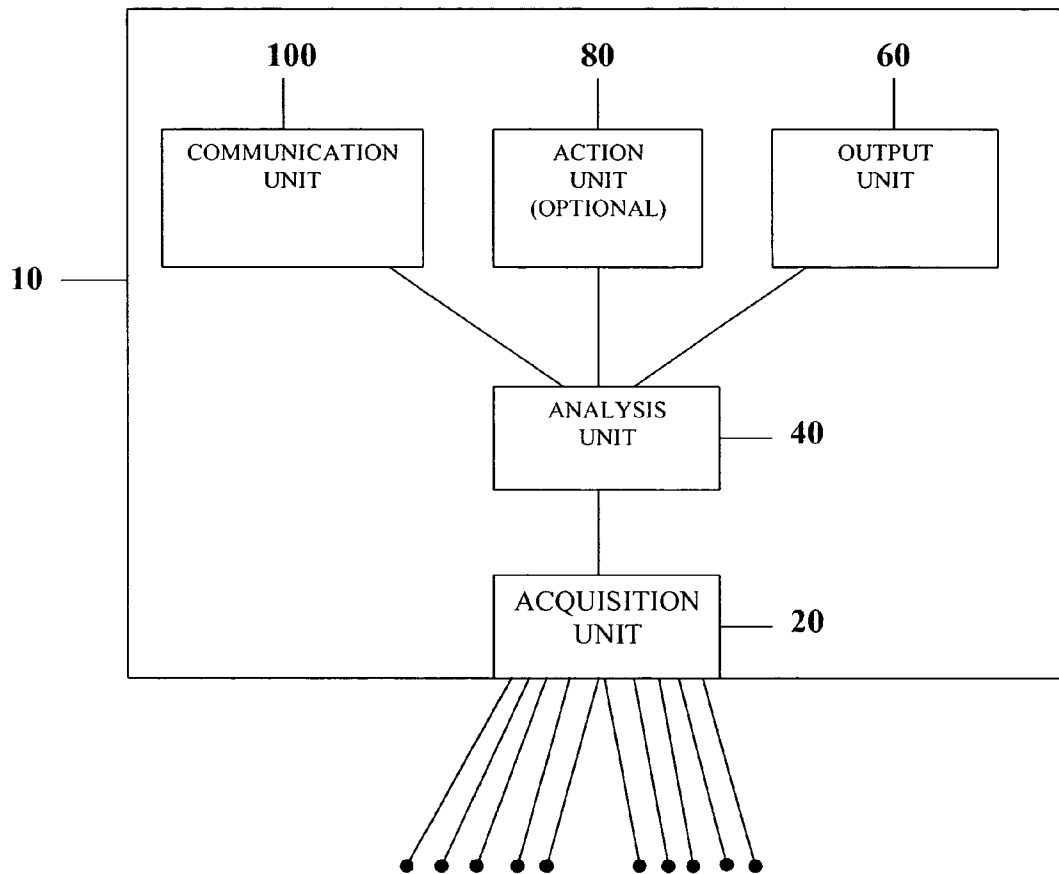 100 80 60
COMMUNICATION
UNIT
ACTION
UNIT
(OPTIONAL)
OUTPUT
UNIT
10
ANALYSIS
UNIT
40
ACQUISITION
UNIT
20